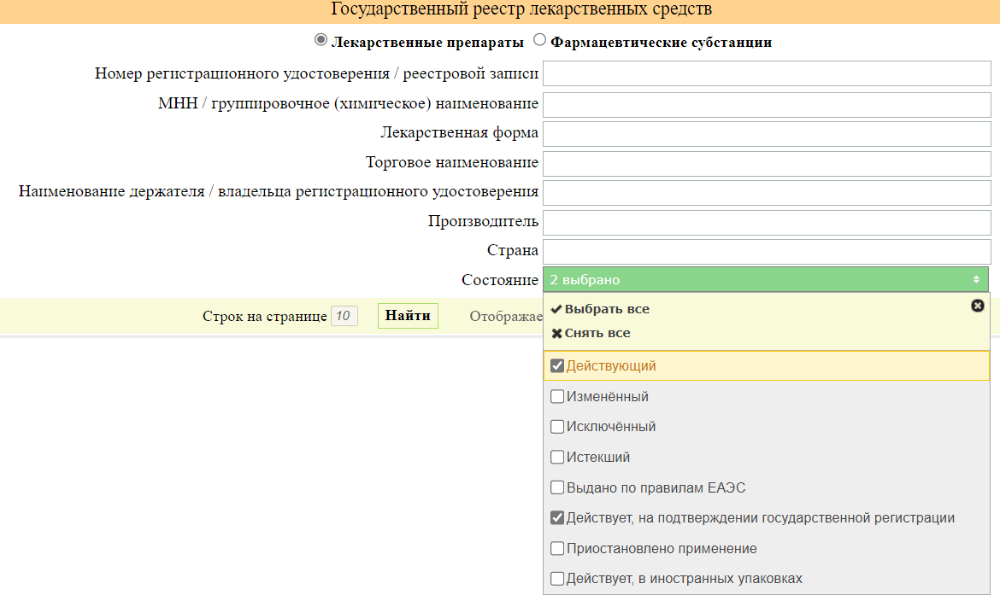 Государственный реестр лекарственных средств
Лекарственные препараты Фармацевтические субстанции
Номер регистрационного удостоверения / реестровой записи
МНН / группировочное (химическое) наименование
Лекарственная форма
Торговое наименование
Наименование держателя / владельца регистрационного удостоверения
Производитель
Страна
Состояние 2 выбрано
Строк на странице 10 Найти Отображае
Выбрать все
Снять все
Действующий
Изменённый
Исключённый
Истекший
Выдано по правилам ЕАЭС
Действует, на подтверждении государственной регистрации
Приостановлено применение
Действует, в иностранных упаковках